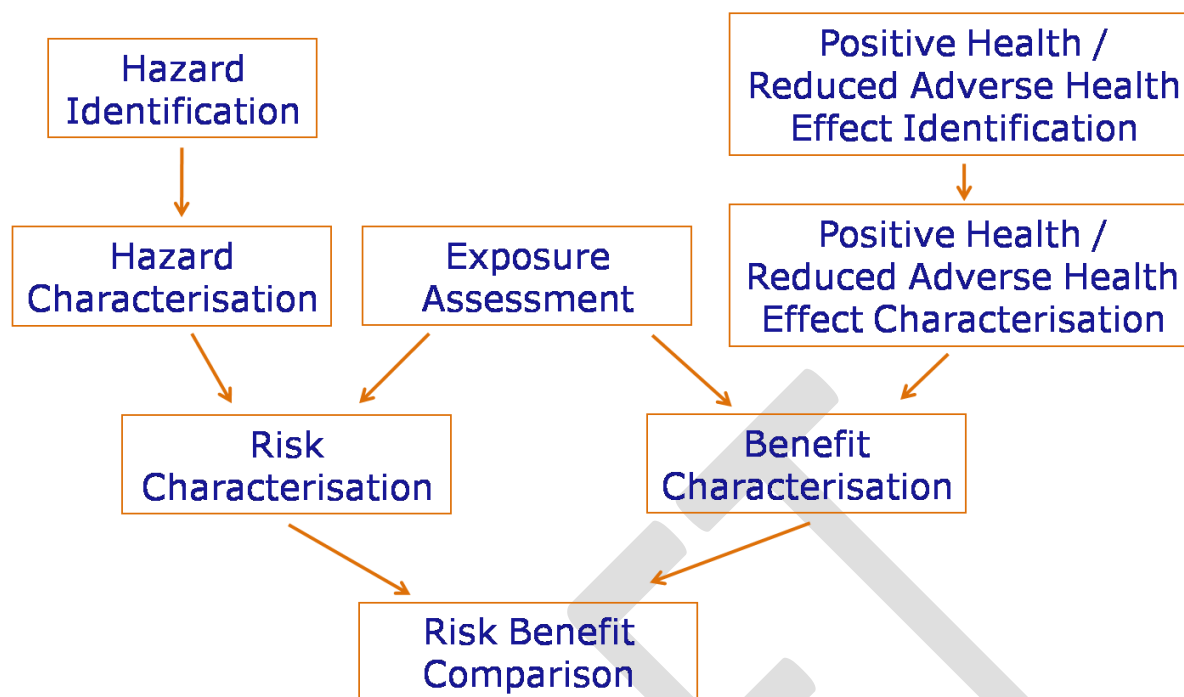 Hazard
Identification
Positive Health /
Reduced Adverse Health
Effect Identification
Hazard
Characterisation
Exposure
Assessment
Positive Health /
Reduced Adverse Health
Effect Characterisation
Risk
Characterisation
Benefit
Characterisation
Risk Benefit
Comparison